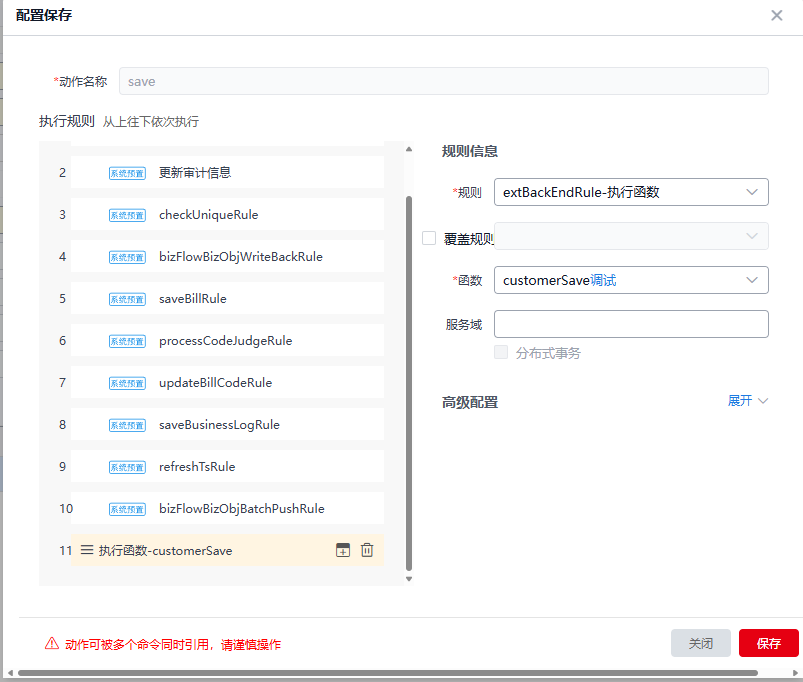 配置保存
*动作名称 save
执行规则 从上往下依次执行
2 系统预置 更新审计信息
3 系统预置 checkUniqueRule
4 系统预置 bizFlowBizObjWriteBackRule
5 系统预置 saveBillRule
6 系统预置 processCodeJudgeRule
7 系统预置 updateBillCodeRule
8 系统预置 saveBusinessLogRule
9 系统预置 refreshTsRule
10 系统预置 bizFlowBizObjBatchPushRule
11 执行函数-customerSave
规则信息
*规则 extBackEndRule-执行函数
覆盖规则
*函数 customerSave调试
服务域
分布式事务
高级配置 展开
动作可被多个命令同时引用，请谨慎操作
关闭 保存